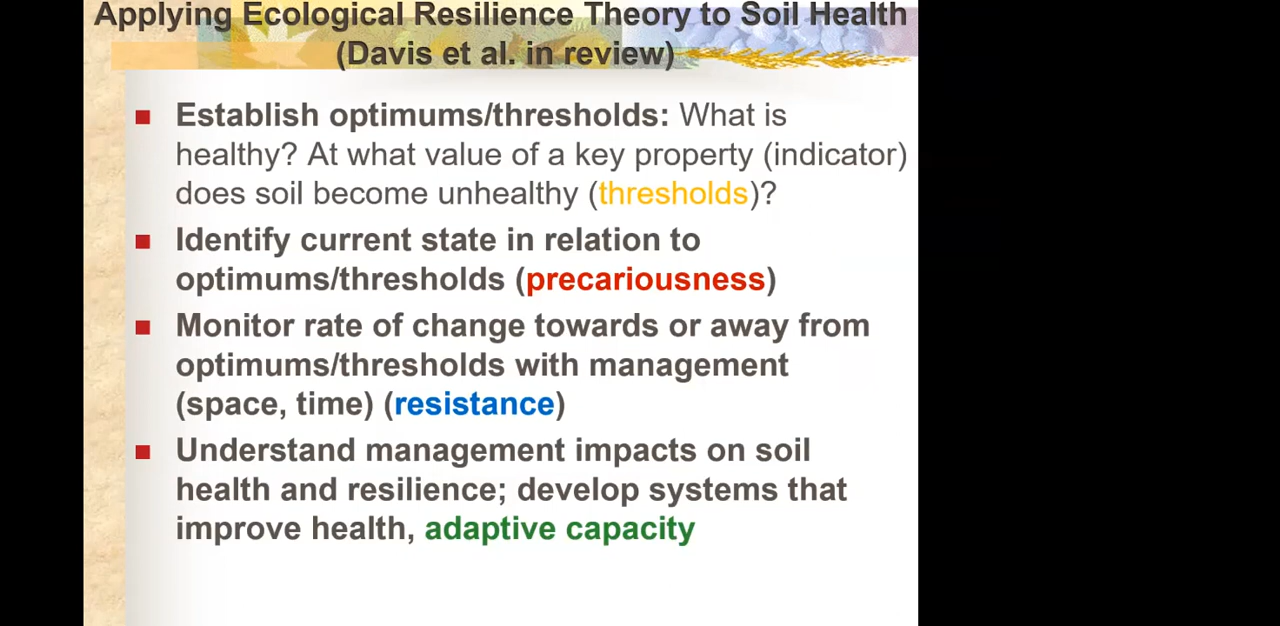 Applying Ecological Resilience Theory to Soil Health
(Davis et al. in review)
Establish optimums/thresholds: What is
healthy? At what value of a key property (indicator)
does soil become unhealthy (thresholds)?
Identify current state in relation to
optimums/thresholds (precariousness)
Monitor rate of change towards or away from
optimums/thresholds with management
(space, time) (resistance)
Understand management impacts on soil
health and resilience; develop systems that
improve health, adaptive capacity